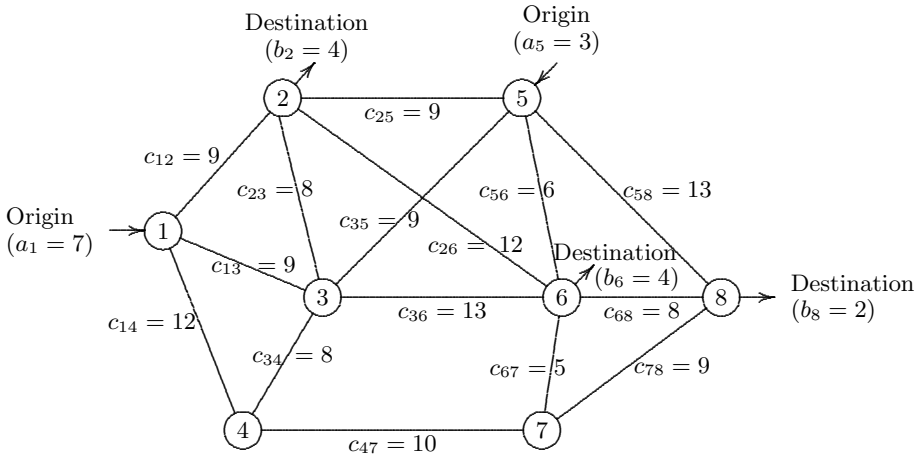 Destination
(b₂ = 4)
Origin
(a₅ = 3)
2
5
c₂₅ = 9
c₁₂ = 9
c₂₃ = 8
c₅₆ = 6
c₅₈ = 13
Origin
(a₁ = 7)
1
c₃₅ = 9
c₂₆ = 12
Destination
(b₆ = 4)
c₁₃ = 9
3
6
8
Destination
(b₈ = 2)
c₁₄ = 12
c₃₆ = 13
c₆₈ = 8
c₃₄ = 8
c₆₇ = 5
c₇₈ = 9
4
7
c₄₇ = 10